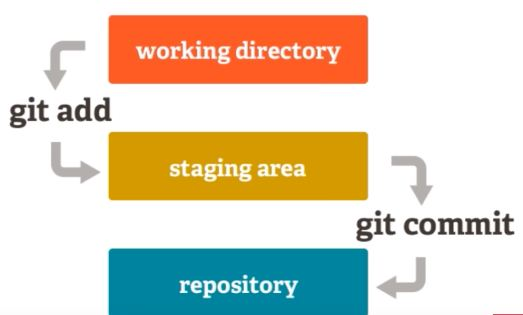 working directory
git add
staging area
git commit
repository